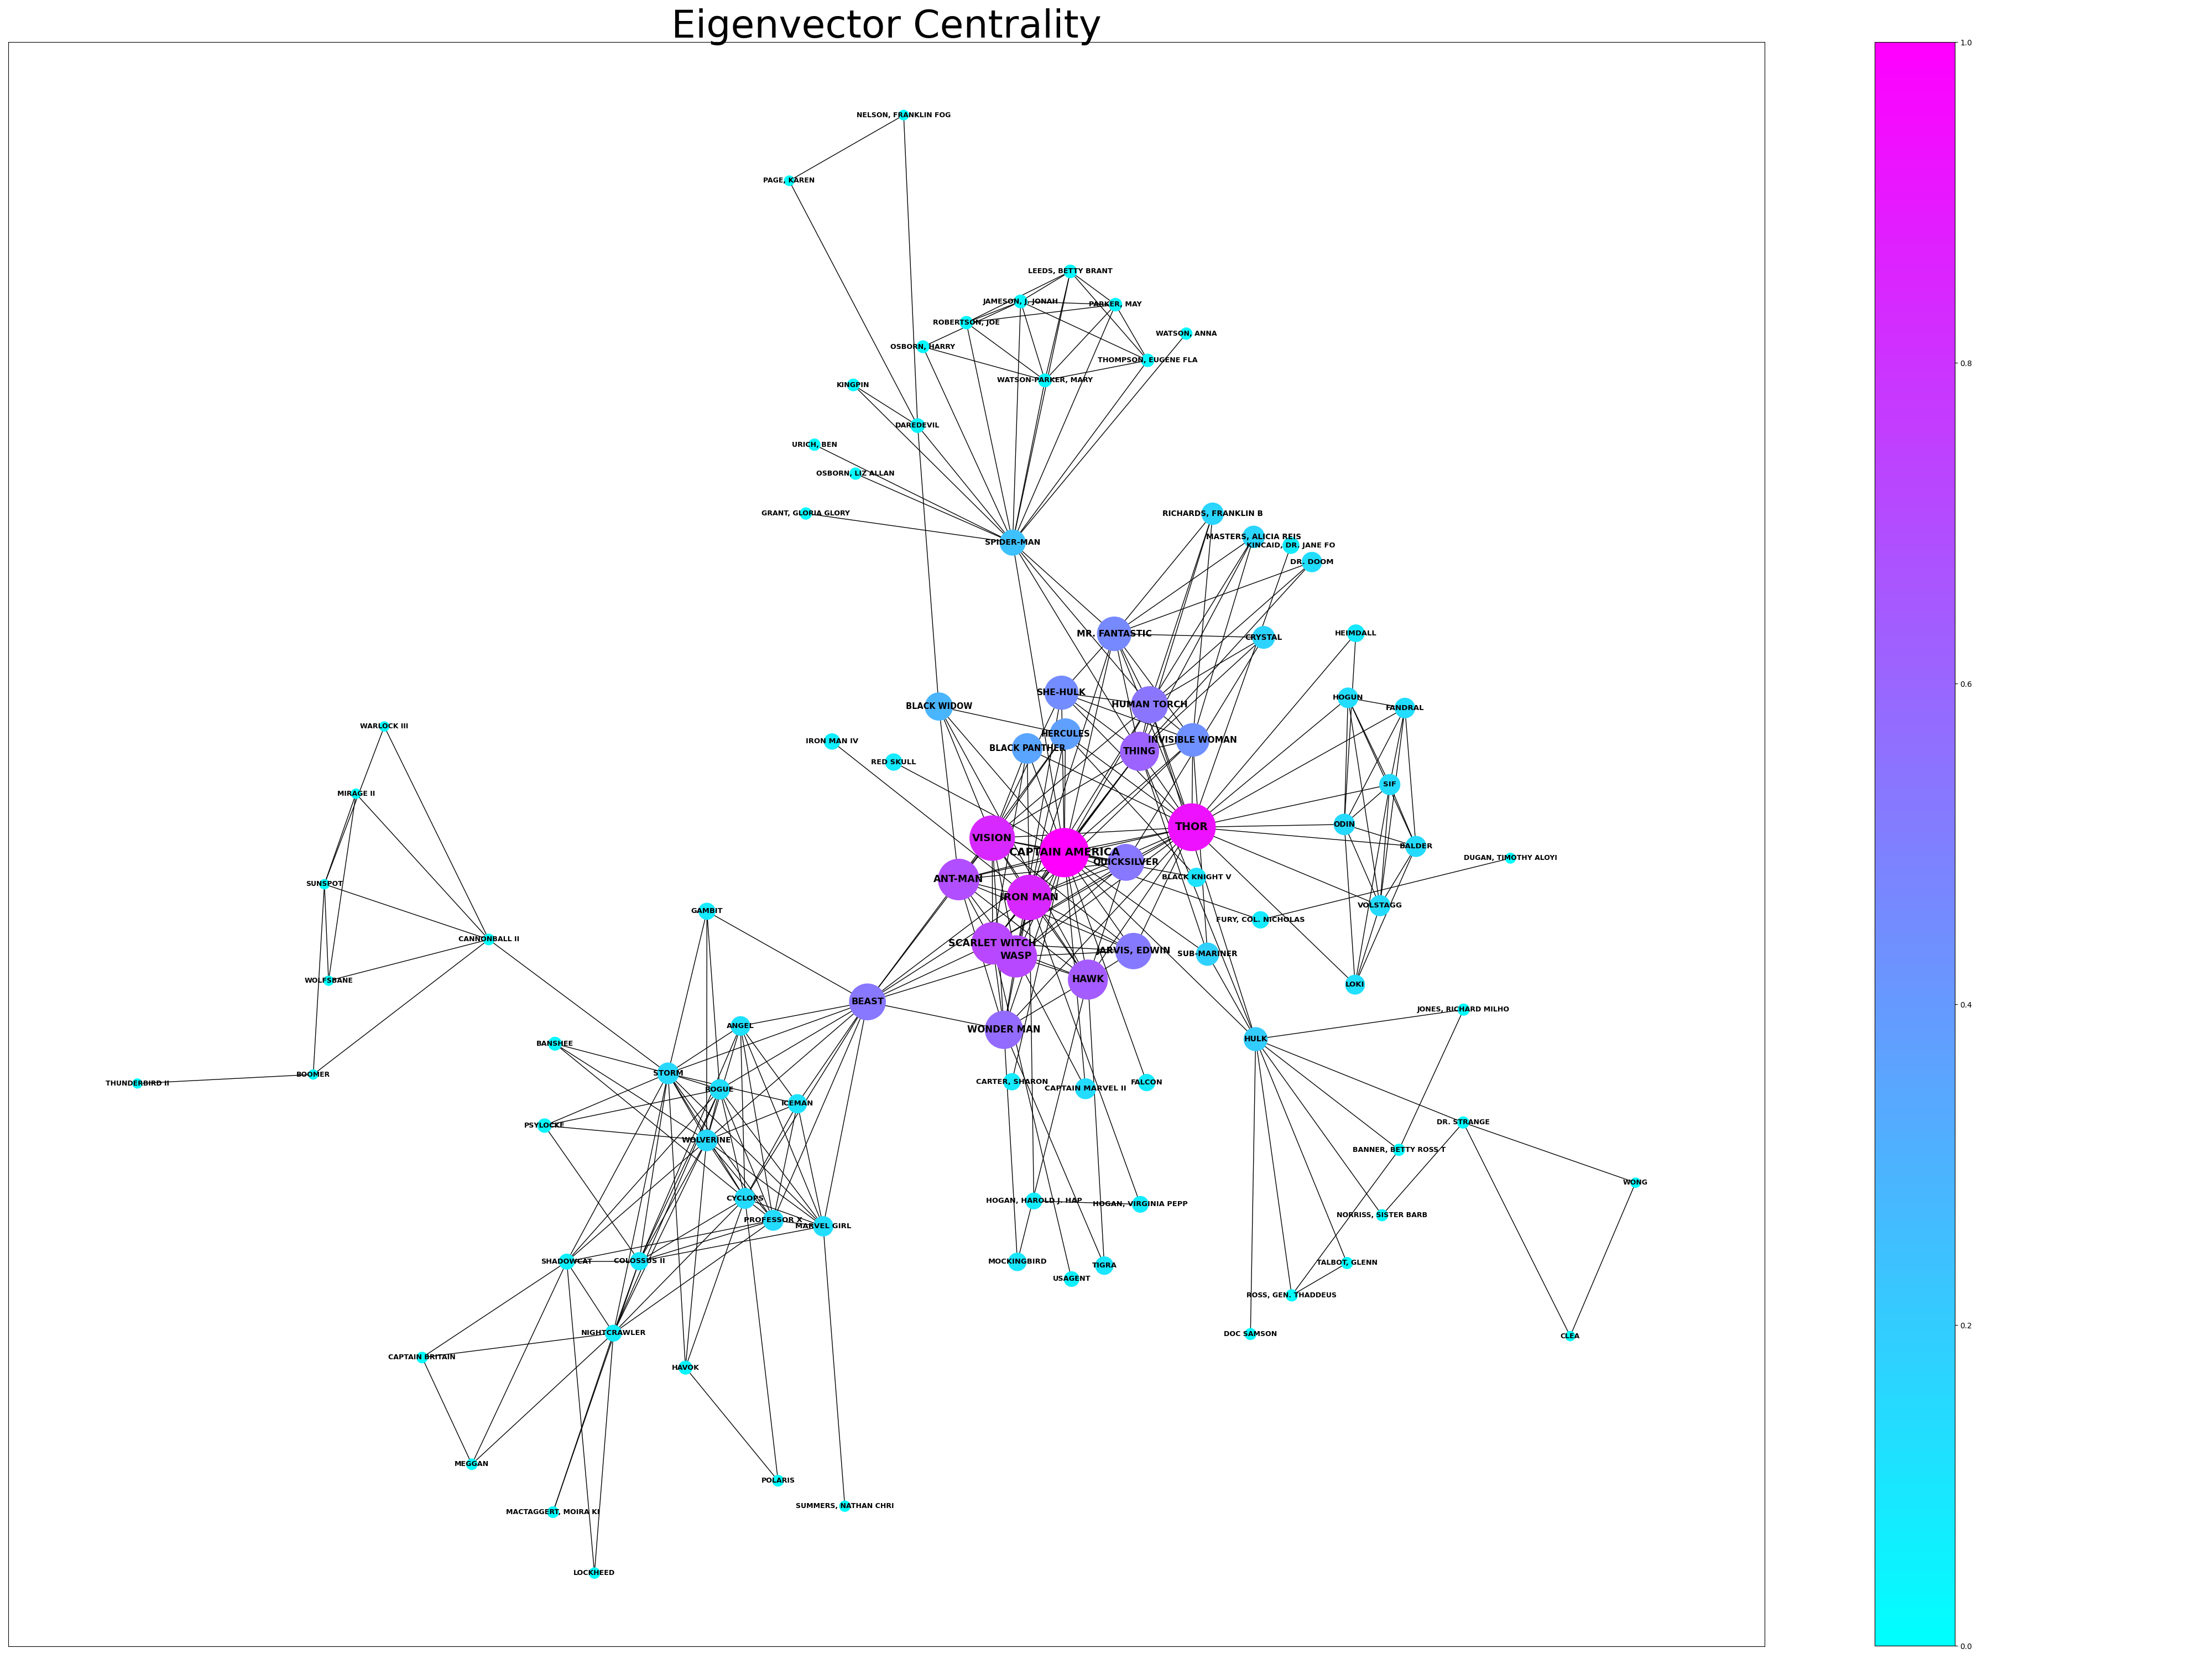 Eigenvector Centrality
1.0
NELSON, FRANKLIN FOG
PAGE, KAREN
LEEDS, BETTY BRANT
JAMESON, J. JONAH
PARKER, MAY
ROBERTSON, JOE
WATSON, ANNA
OSBORN, HARRY
THOMPSON, EUGENE FLA
0.8
WATSON-PARKER, MARY
KINGPIN
DAREDEVIL
URICH, BEN
OSBORN, LIZ ALLAN
GRANT, GLORIA GLORY
RICHARDS, FRANKLIN B
MASTERS, ALICIA REIS
SPIDER-MAN
KINCAID, DR. JANE FO
DR. DOOM
MR. FANTASTIC
HEIMDALL
CRYSTAL
0.6
SHE-HULK
HOGUN
HUMAN TORCH
BLACK WIDOW
FANDRAL
WARLOCK III
HERCULES
INVISIBLE WOMAN
IRON MAN IV
BLACK PANTHER
THING
RED SKULL
SIF
MIRAGE II
ODIN
THOR
VISION
BALDER
CAPTAIN AMERICA
DUGAN, TIMOTHY ALOYI
QUICKSILVER
BLACK KNIGHT V
ANT-MAN
SUNSPOT
IRON MAN
VOLSTAGG
GAMBIT
FURY, COL. NICHOLAS
CANNONBALL II
SCARLET WITCH
JARVIS, EDWIN
SUB-MARINER
WASP
HAWK
WOLFSBANE
LOKI
BEAST
0.4
JONES, RICHARD MILHO
ANGEL
WONDER MAN
HULK
BANSHEE
STORM
BOOMER
THUNDERBIRD II
CARTER, SHARON
FALCON
CAPTAIN MARVEL II
ROGUE
ICEMAN
DR. STRANGE
PSYLOCKE
WOLVERINE
BANNER, BETTY ROSS T
WONG
CYCLOPS
HOGAN, HAROLD J. HAP
HOGAN, VIRGINIA PEPP
NORRISS, SISTER BARB
PROFESSOR X
MARVEL GIRL
SHADOWCAT
COLOSSUS II
MOCKINGBIRD
TALBOT, GLENN
TIGRA
USAGENT
ROSS, GEN. THADDEUS
0.2
NIGHTCRAWLER
DOC SAMSON
CLEA
CAPTAIN BRITAIN
HAVOK
MEGGAN
POLARIS
SUMMERS, NATHAN CHRI
MACTAGGERT, MOIRA KI
LOCKHEED
0.0